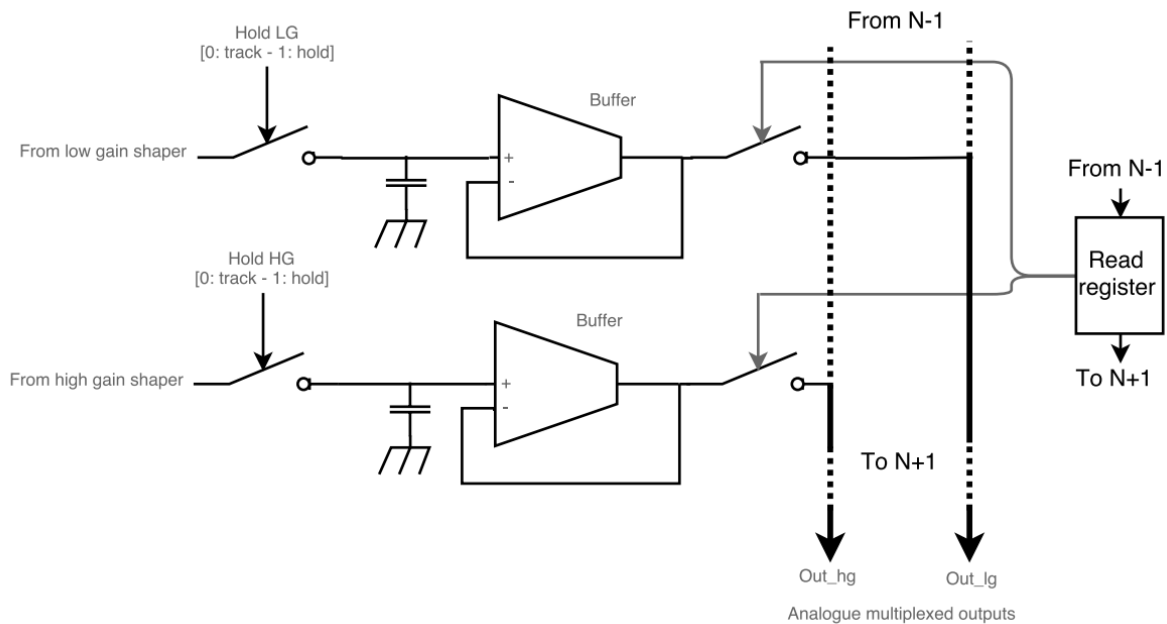 From N-1
Hold LG
[0: track - 1: hold]
Buffer
From low gain shaper
+
-
From N-1
Read
register
To N+1
Hold HG
[0: track - 1: hold]
Buffer
From high gain shaper
+
-
To N+1
Out_hg
Out_lg
Analogue multiplexed outputs